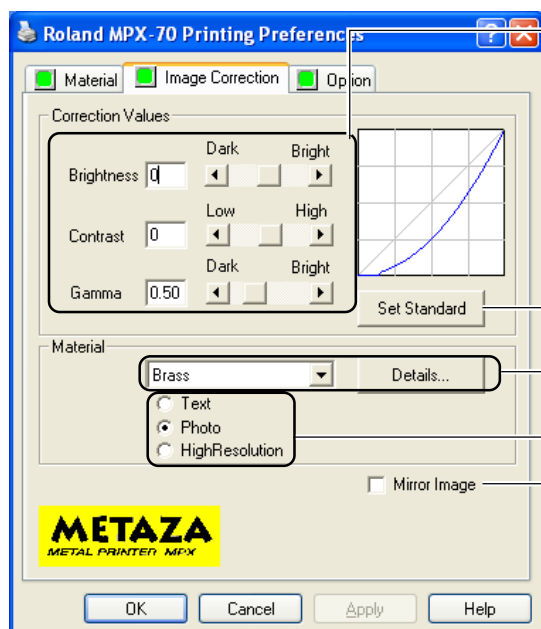 Roland MPX-70 Printing Preferences
Material Image Correction Option
Correction Values
Dark Bright
Brightness 0
Low High
Contrast 0
Dark Bright
Gamma 0.50
Set Standard
Material
Brass Details...
Text
Photo
HighResolution
Mirror Image
METAZA
METAL PRINTER MPX
OK Cancel Apply Help